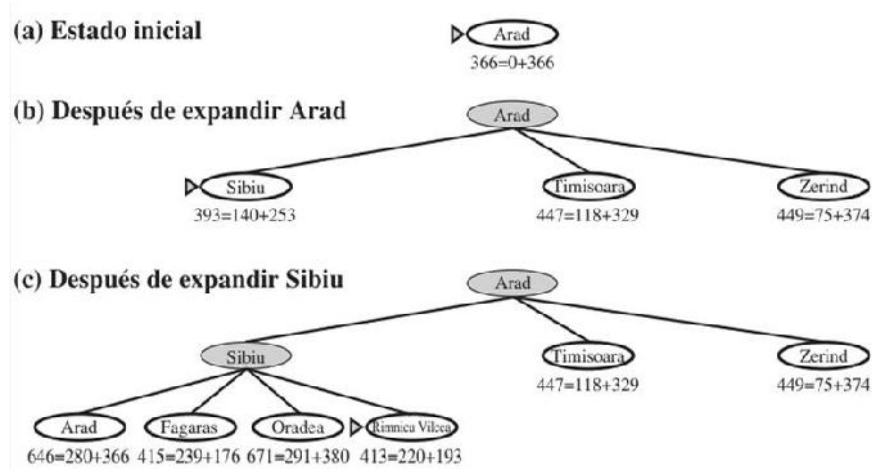 (a) Estado inicial
Arad
366=0+366
(b) Después de expandir Arad
Arad
Sibiu Timisoara Zerind
393=140+253 447=118+329 449=75+374
(c) Después de expandir Sibiu
Arad
Sibiu Timisoara Zerind
447=118+329 449=75+374
Arad Fagaras Oradea Rimnicu Vilcea
646=280+366 415=239+176 671=291+380 413=220+193